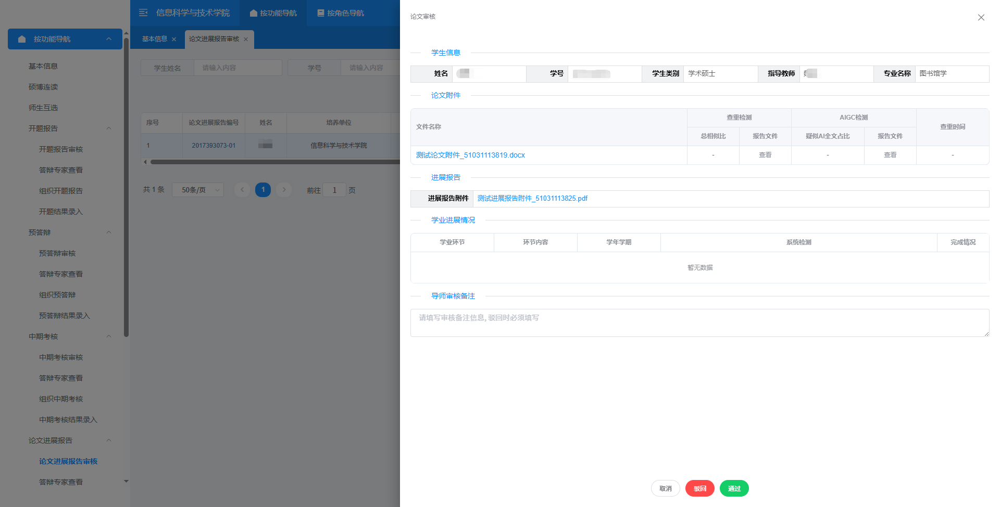 按功能导航
基本信息
硕博连读
师生互选
开题报告
开题报告审核
答辩专家查看
组织开题报告
开题结果录入
预答辩
预答辩审核
答辩专家查看
组织预答辩
预答辩结果录入
中期考核
中期考核审核
答辩专家查看
组织中期考核
中期考核结果录入
论文进展报告
论文进展报告审核
答辩专家查看
信息科学与技术学院 按功能导航 按角色导航
基本信息 论文进展报告审核
学生姓名 请输入内容 学号 请输入内容
序号 论文进展报告编号 姓名 培养单位
1 2017393073-01 信息科学与技术学院
共 1 条 50条/页 1 前往 1 页
论文审核
学生信息
姓名 学号 学生类别 学术硕士 指导教师 专业名称 图书馆学
论文附件
文件名称 查重检测 AIGC检测 查重时间
总相似比 报告文件 疑似AI全文占比 报告文件
测试论文附件_51031113819.docx - 查看 - 查看 -
进展报告
进展报告附件 测试进展报告附件_51031113825.pdf
学业进展情况
学业环节 环节内容 学年学期 系统检测 完成情况
暂无数据
导师审核备注
请填写审核备注信息, 驳回时必须填写
取消 驳回 通过